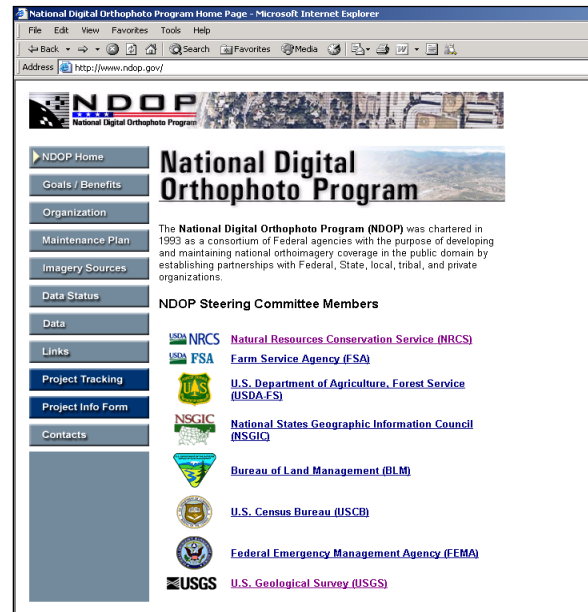 National Digital Orthophoto Program Home Page - Microsoft Internet Explorer
File Edit View Favorites Tools Help
Back Search Favorites Media
Address http://www.ndop.gov/
NDOP
National Digital Orthophoto Program
NDOP Home
Goals / Benefits
Organization
Maintenance Plan
Imagery Sources
Data Status
Data
Links
Project Tracking
Project Info Form
Contacts
National Digital
Orthophoto Program
The National Digital Orthophoto Program (NDOP) was chartered in
1993 as a consortium of Federal agencies with the purpose of developing
and maintaining national orthoimagery coverage in the public domain by
establishing partnerships with Federal, State, local, tribal, and private
organizations.
NDOP Steering Committee Members
USDA NRCS Natural Resources Conservation Service (NRCS)
USDA FSA Farm Service Agency (FSA)
UAS U.S. Department of Agriculture, Forest Service
(USDA-FS)
NSGIC National States Geographic Information Council
(NSGIC)
Bureau of Land Management (BLM)
U.S. Census Bureau (USCB)
Federal Emergency Management Agency (FEMA)
USGS U.S. Geological Survey (USGS)